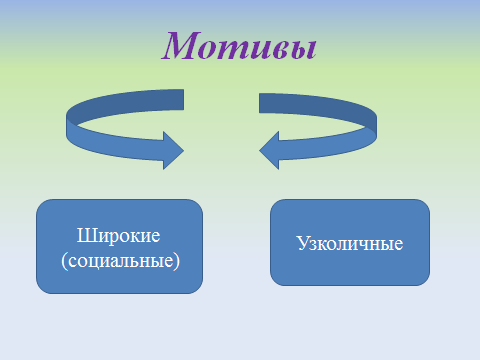 Мотивы
Широкие
(социальные)
Узколичные